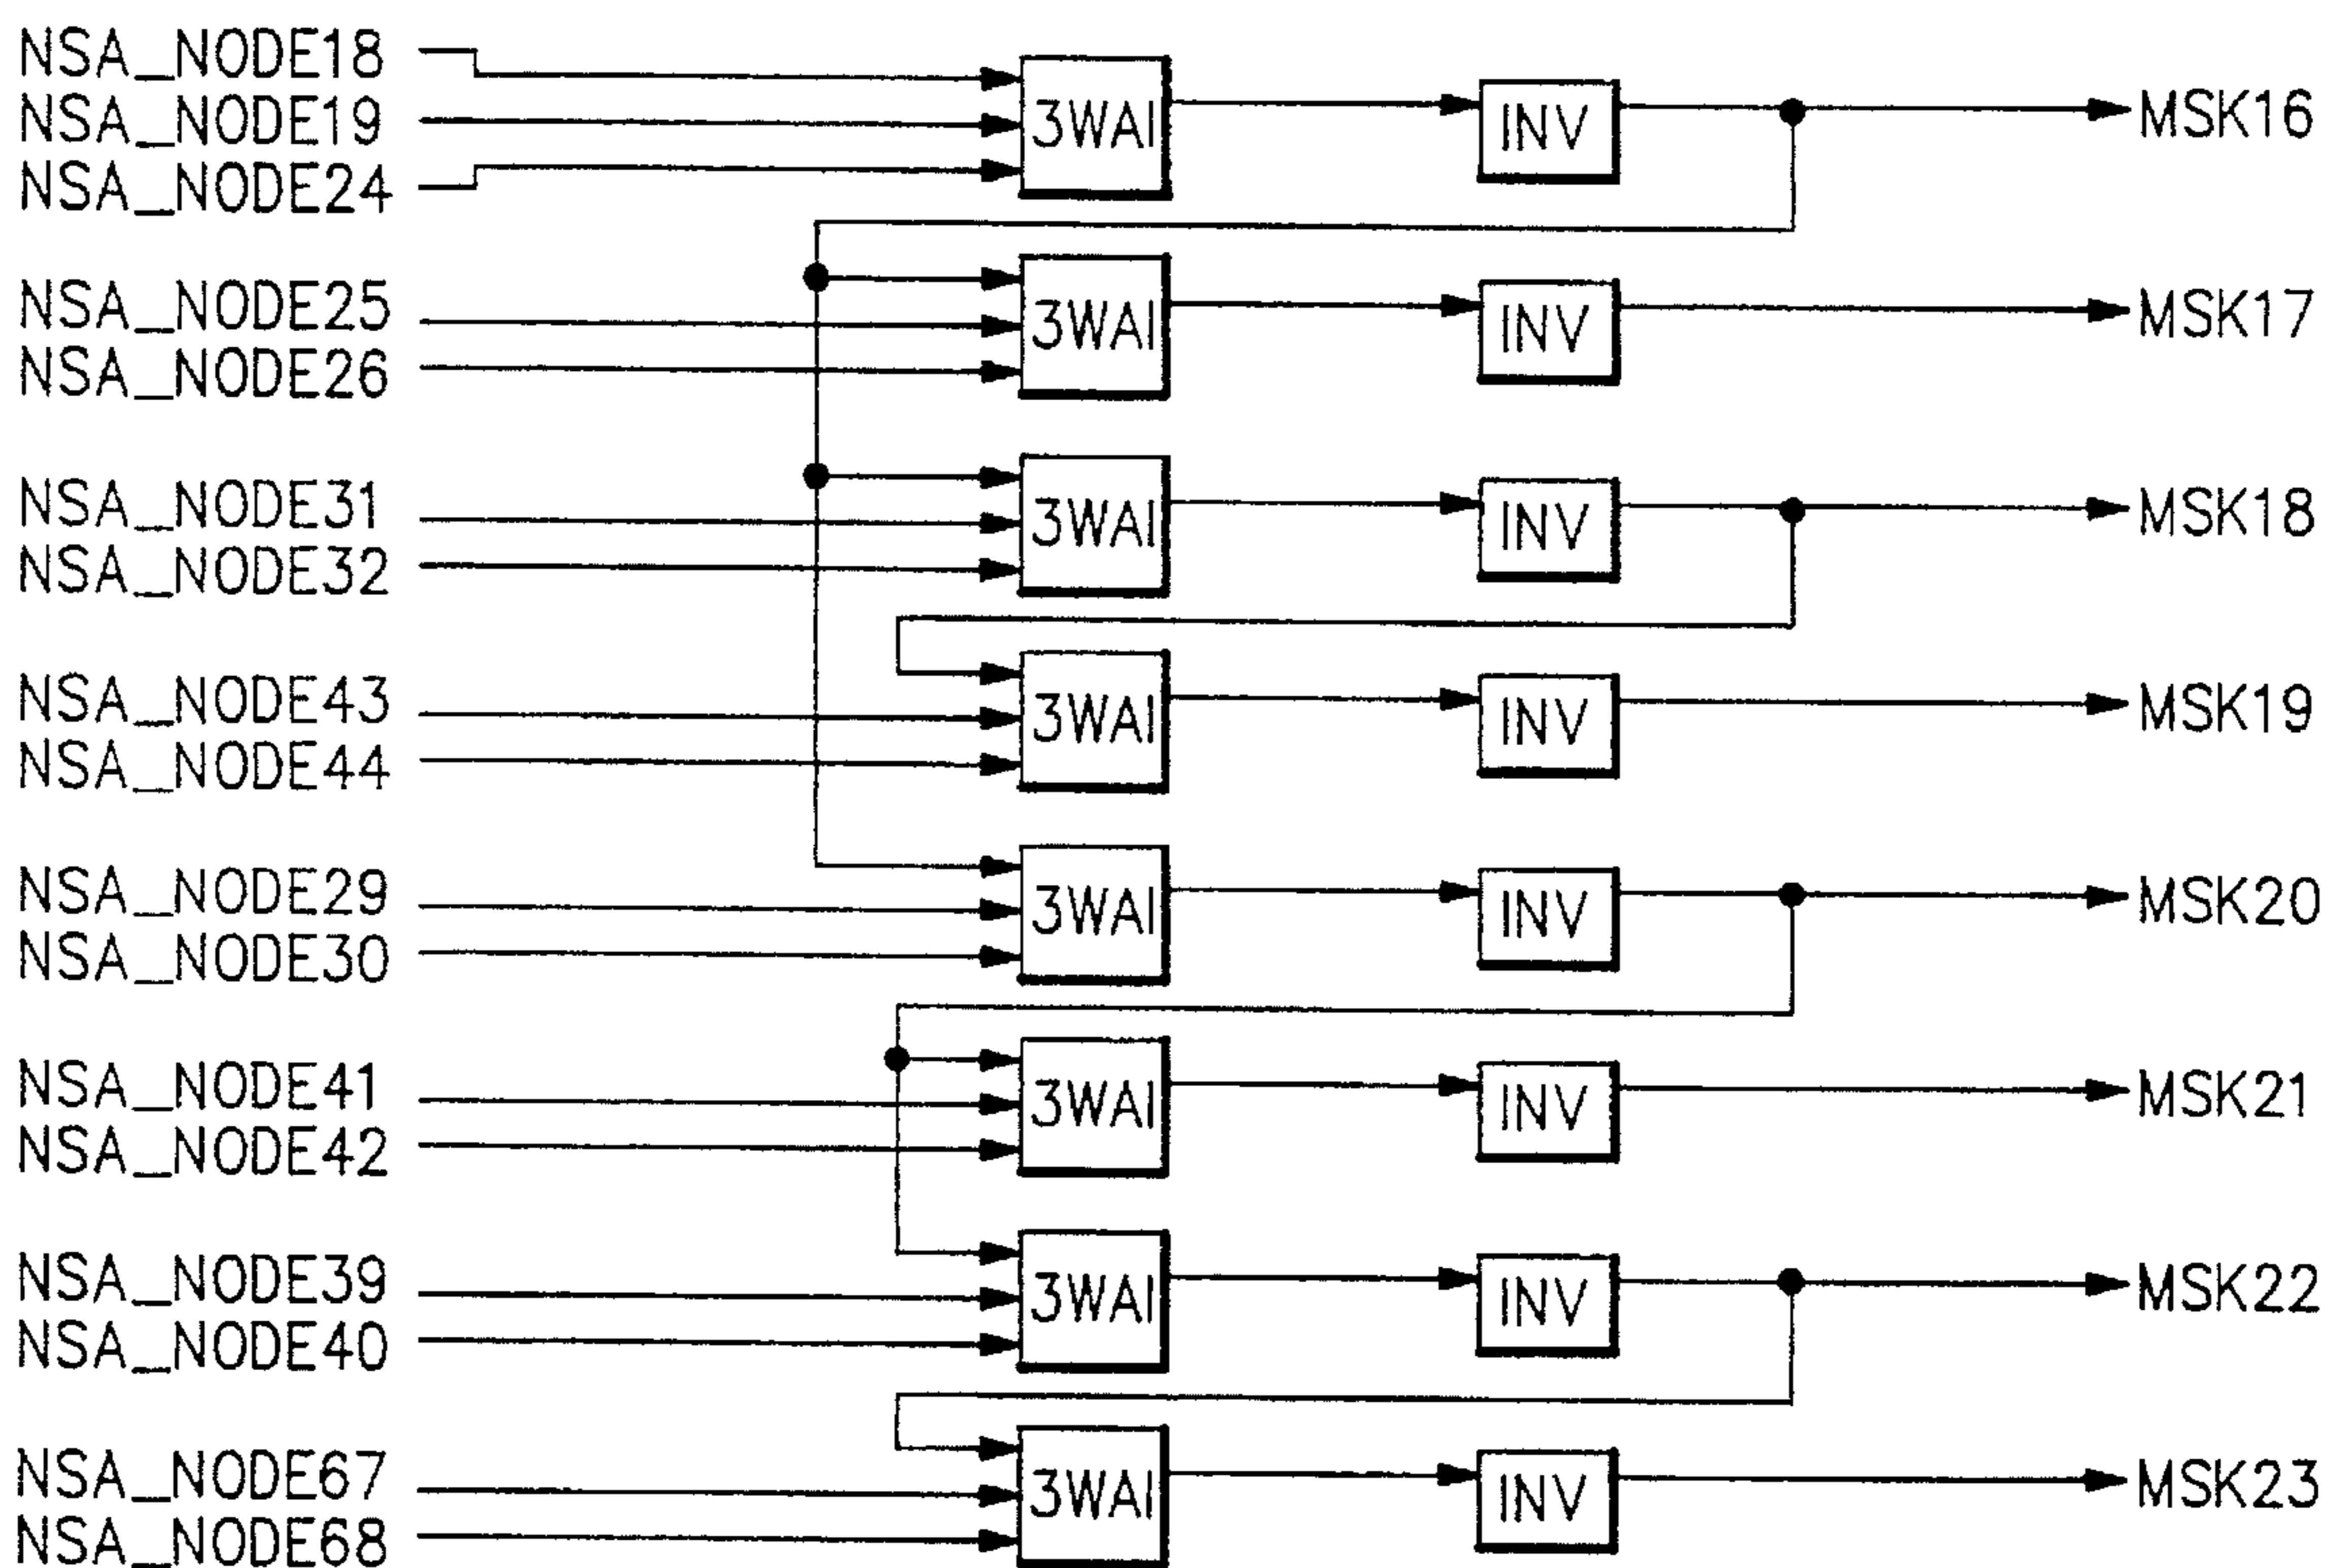 NSA_NODE18
NSA_NODE19
NSA_NODE24
3WAI
INV
MSK16
NSA_NODE25
NSA_NODE26
3WAI
INV
MSK17
NSA_NODE31
NSA_NODE32
3WAI
INV
MSK18
NSA_NODE43
NSA_NODE44
3WAI
INV
MSK19
NSA_NODE29
NSA_NODE30
3WAI
INV
MSK20
NSA_NODE41
NSA_NODE42
3WAI
INV
MSK21
NSA_NODE39
NSA_NODE40
3WAI
INV
MSK22
NSA_NODE67
NSA_NODE68
3WAI
INV
MSK23